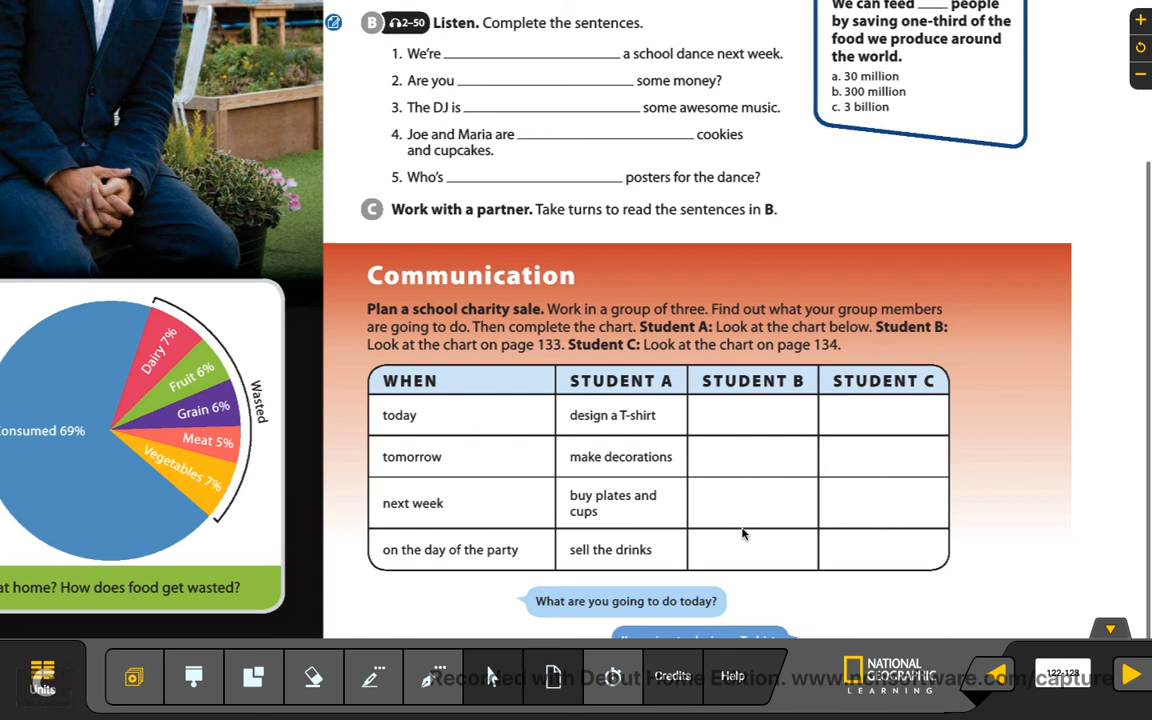 B 2–50 Listen. Complete the sentences.
1. We're ____ a school dance next week.
2. Are you ____ some money?
3. The DJ is ____ some awesome music.
4. Joe and Maria are ____ cookies
and cupcakes.
5. Who's ____ posters for the dance?
C Work with a partner. Take turns to read the sentences in B.
We can feed ____ people
by saving one-third of the
food we produce around
the world.
a. 30 million
b. 300 million
c. 3 billion
Dairy 7%
Fruit 6%
Grain 6%
Meat 5%
Vegetables 7%
Wasted
onsumed 69%
at home? How does food get wasted?
Communication
Plan a school charity sale. Work in a group of three. Find out what your group members
are going to do. Then complete the chart. Student A: Look at the chart below. Student B:
Look at the chart on page 133. Student C: Look at the chart on page 134.
WHEN STUDENT A STUDENT B STUDENT C
today design a T-shirt
tomorrow make decorations
next week buy plates and
cups
on the day of the party sell the drinks
What are you going to do today?
Units
Credits
Help
NATIONAL
GEOGRAPHIC
LEARNING
Recorded with Debut Home Edition. www.nchsoftware.com/capture